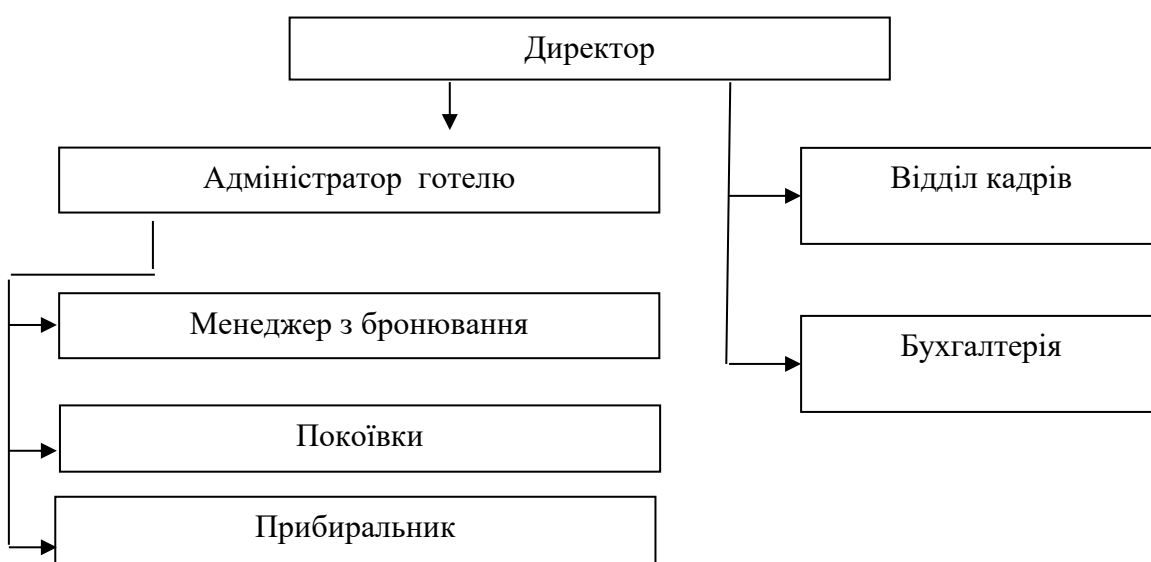 Директор
Адміністратор готелю
Відділ кадрів
Менеджер з бронювання
Бухгалтерія
Покоївки
Прибиральник